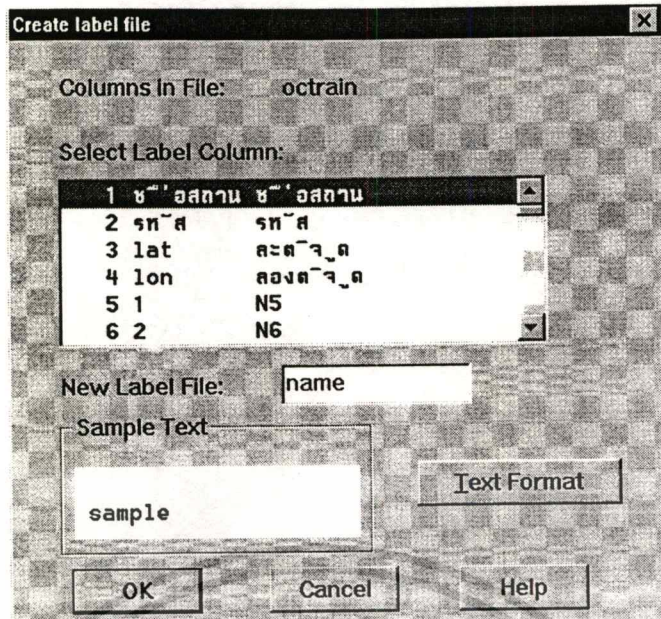 Create label file
Columns in File: octrain
Select Label Column:
1 ชื่อสถาน ชื่อสถาน
2 รหัส รหัส
3 lat ละติจูด
4 lon ลองติจูด
5 1 N5
6 2 N6
New Label File: name
Sample Text
sample
Text Format
OK Cancel Help